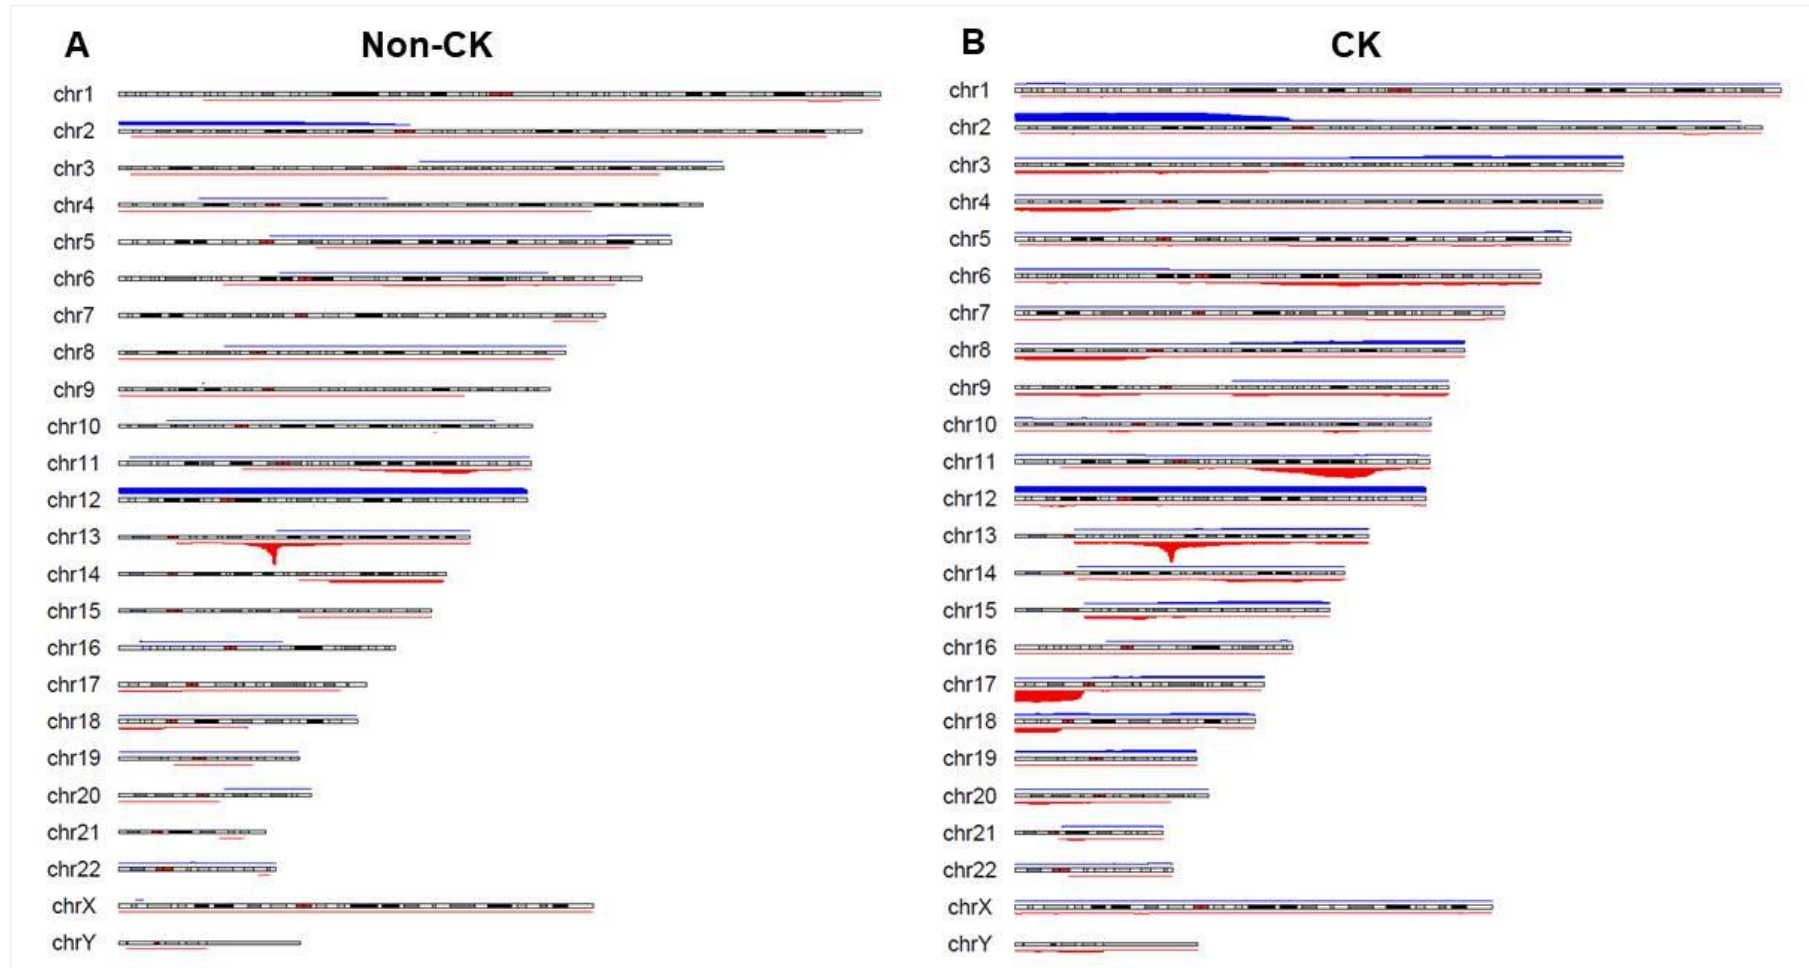 A Non-CK
chr1
chr2
chr3
chr4
chr5
chr6
chr7
chr8
chr9
chr10
chr11
chr12
chr13
chr14
chr15
chr16
chr17
chr18
chr19
chr20
chr21
chr22
chrX
chrY
B CK
chr1
chr2
chr3
chr4
chr5
chr6
chr7
chr8
chr9
chr10
chr11
chr12
chr13
chr14
chr15
chr16
chr17
chr18
chr19
chr20
chr21
chr22
chrX
chrY